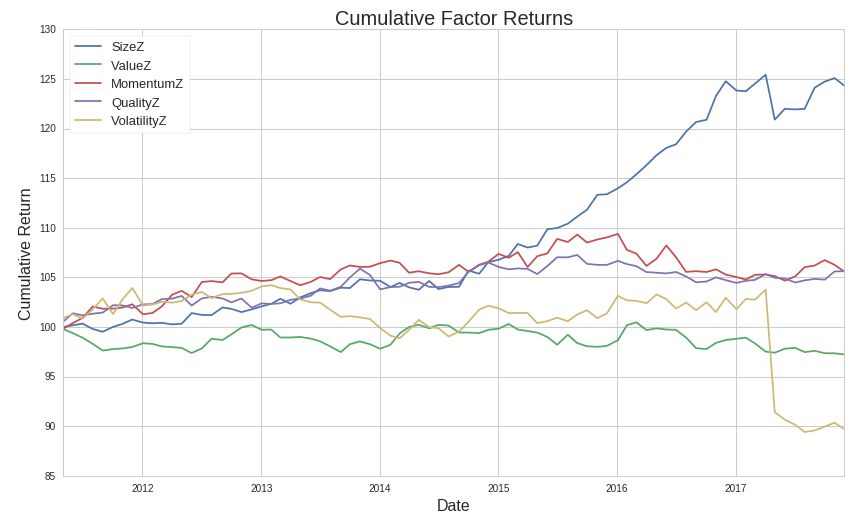 Cumulative Factor Returns
130
125
120
115
110
105
100
95
90
85
SizeZ
ValueZ
MomentumZ
QualityZ
VolatilityZ
Cumulative Return
2012
2013
2014
2015
2016
2017
Date